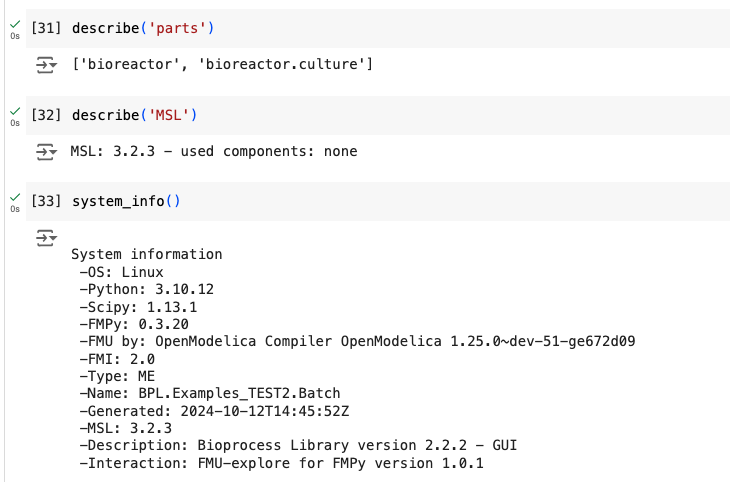 [31] describe('parts')
0s
['bioreactor', 'bioreactor.culture']
[32] describe('MSL')
0s
MSL: 3.2.3 - used components: none
[33] system_info()
0s
System information
-OS: Linux
-Python: 3.10.12
-Scipy: 1.13.1
-FMPy: 0.3.20
-FMU by: OpenModelica Compiler OpenModelica 1.25.0~dev-51-ge672d09
-FMI: 2.0
-Type: ME
-Name: BPL.Examples_TEST2.Batch
-Generated: 2024-10-12T14:45:52Z
-MSL: 3.2.3
-Description: Bioprocess Library version 2.2.2 - GUI
-Interaction: FMU-explore for FMPy version 1.0.1